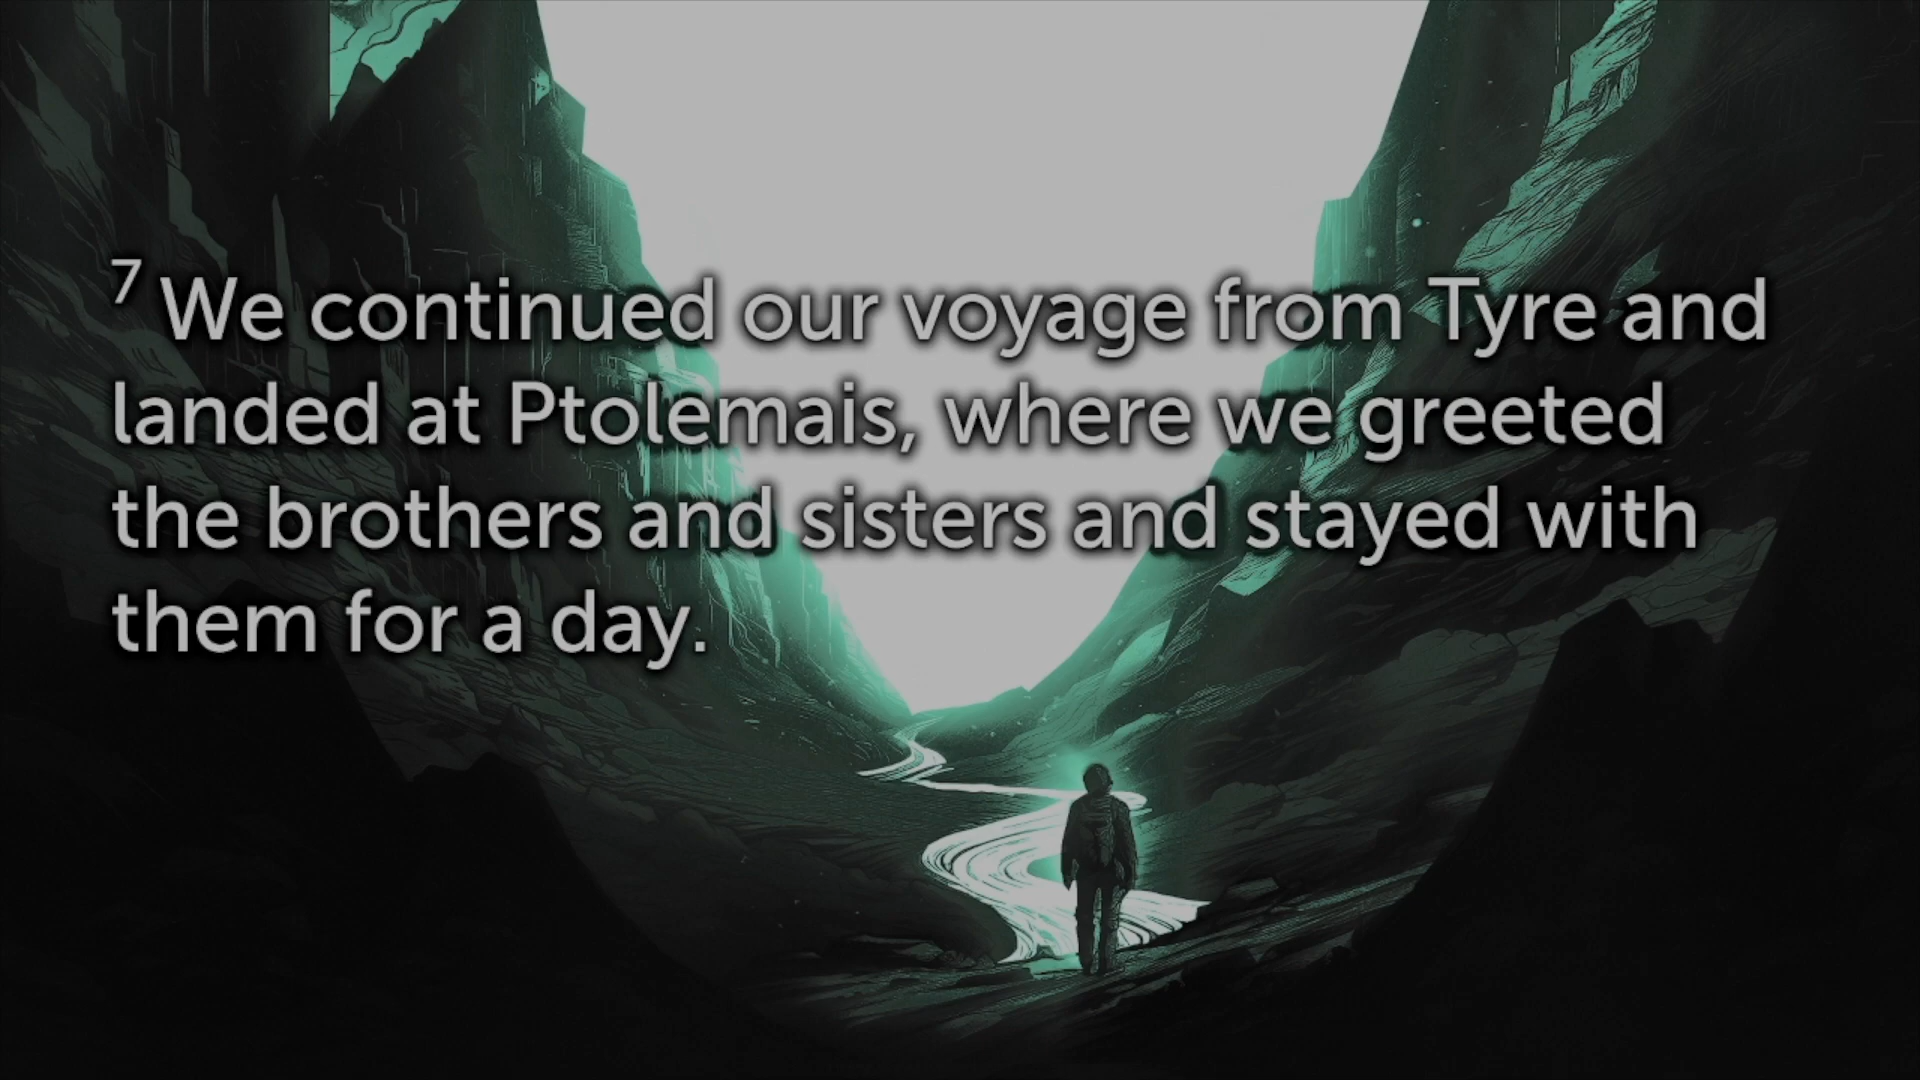 7 We continued our voyage from Tyre and
landed at Ptolemais, where we greeted
the brothers and sisters and stayed with
them for a day.